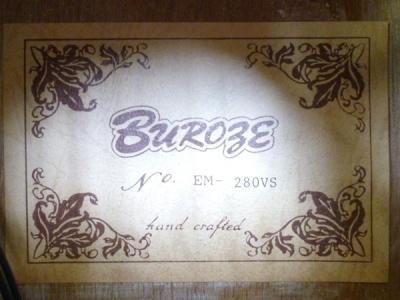 BUROZE
No. EM- 280VS
hand crafted